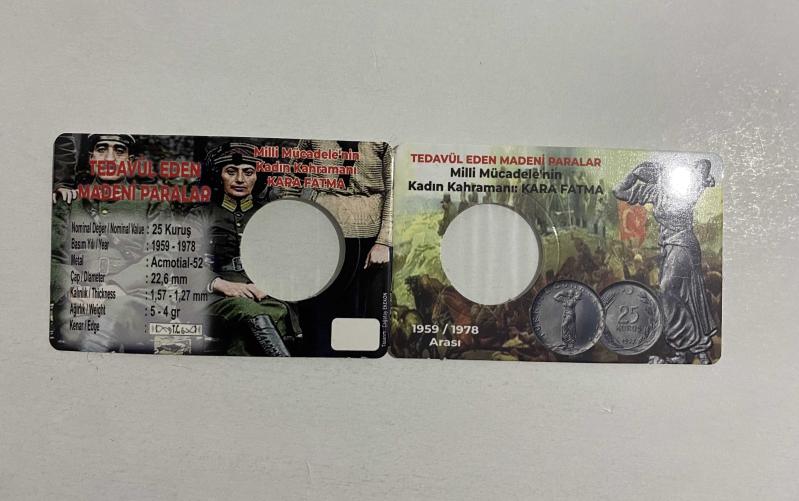 TEDAVÜL EDEN
MADENİ PARALAR
Milli Mücadele'nin
Kadın Kahramanı
KARA FATMA
Nominal Değer / Nominal Value : 25 Kuruş
Basım Yılı / Year : 1959 - 1978
Metal : Acmotial-52
Çap / Diameter : 22,6 mm
Kalınlık / Thickness : 1,57 - 1,27 mm
Ağırlık / Weight : 5 - 4 gr
Kenar / Edge :
TEDAVÜL EDEN MADENİ PARALAR
Milli Mücadele'nin
Kadın Kahramanı: KARA FATMA
25
KURUŞ
1959 / 1978
Arası